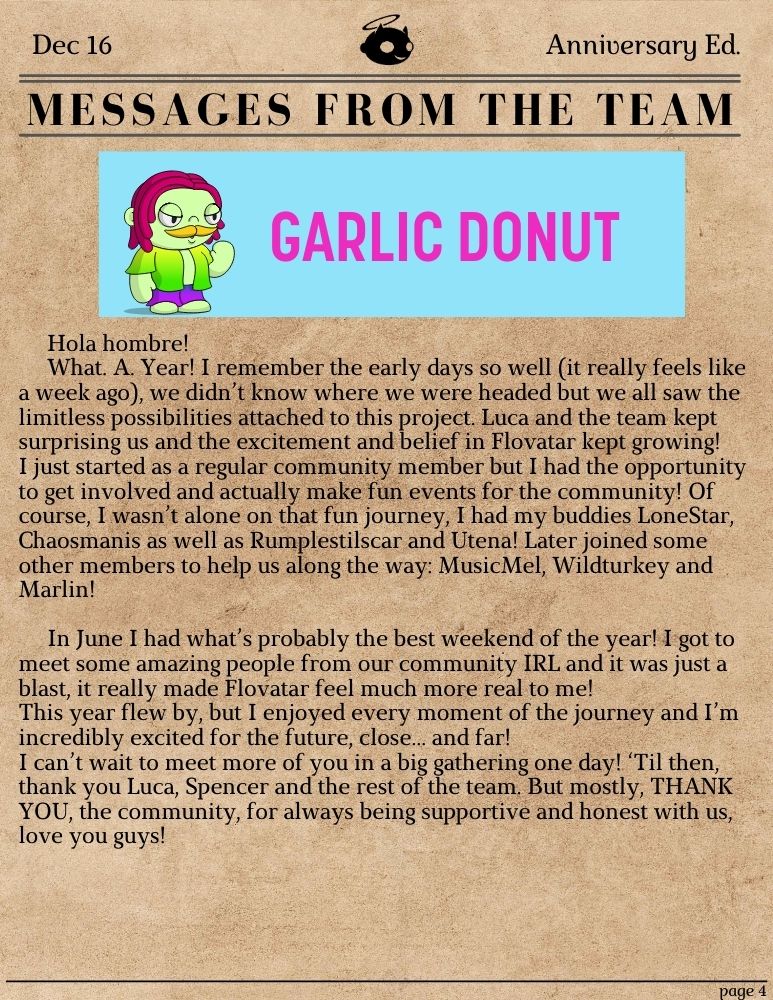 Dec 16
Anniversary Ed.
MESSAGES FROM THE TEAM
GARLIC DONUT
Hola hombre!
What. A. Year! I remember the early days so well (it really feels like
a week ago), we didn’t know where we were headed but we all saw the
limitless possibilities attached to this project. Luca and the team kept
surprising us and the excitement and belief in Flovatar kept growing!
I just started as a regular community member but I had the opportunity
to get involved and actually make fun events for the community! Of
course, I wasn’t alone on that fun journey, I had my buddies LoneStar,
Chaosmanis as well as Rumplestilscar and Utena! Later joined some
other members to help us along the way: MusicMel, Wildturkey and
Marlin!
In June I had what’s probably the best weekend of the year! I got to
meet some amazing people from our community IRL and it was just a
blast, it really made Flovatar feel much more real to me!
This year flew by, but I enjoyed every moment of the journey and I’m
incredibly excited for the future, close... and far!
I can’t wait to meet more of you in a big gathering one day! ‘Til then,
thank you Luca, Spencer and the rest of the team. But mostly, THANK
YOU, the community, for always being supportive and honest with us,
love you guys!
page 4